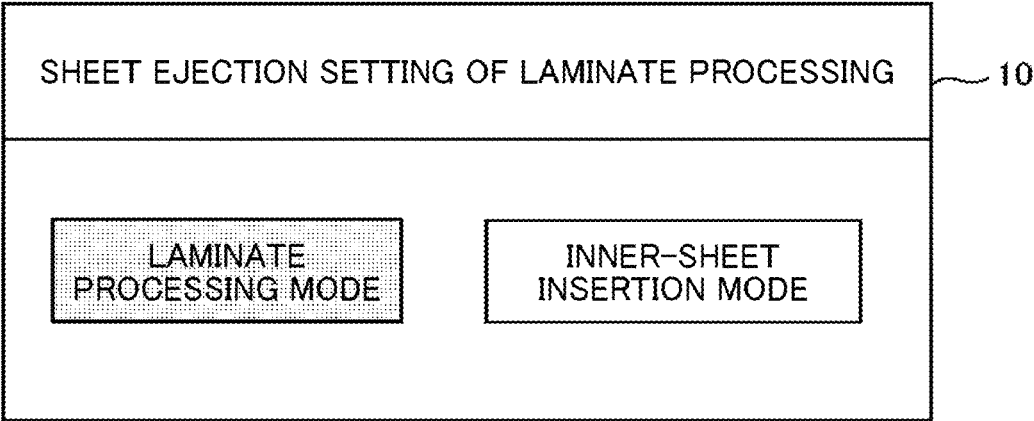 SHEET EJECTION SETTING OF LAMINATE PROCESSING
10
LAMINATE
PROCESSING MODE
INNER-SHEET
INSERTION MODE